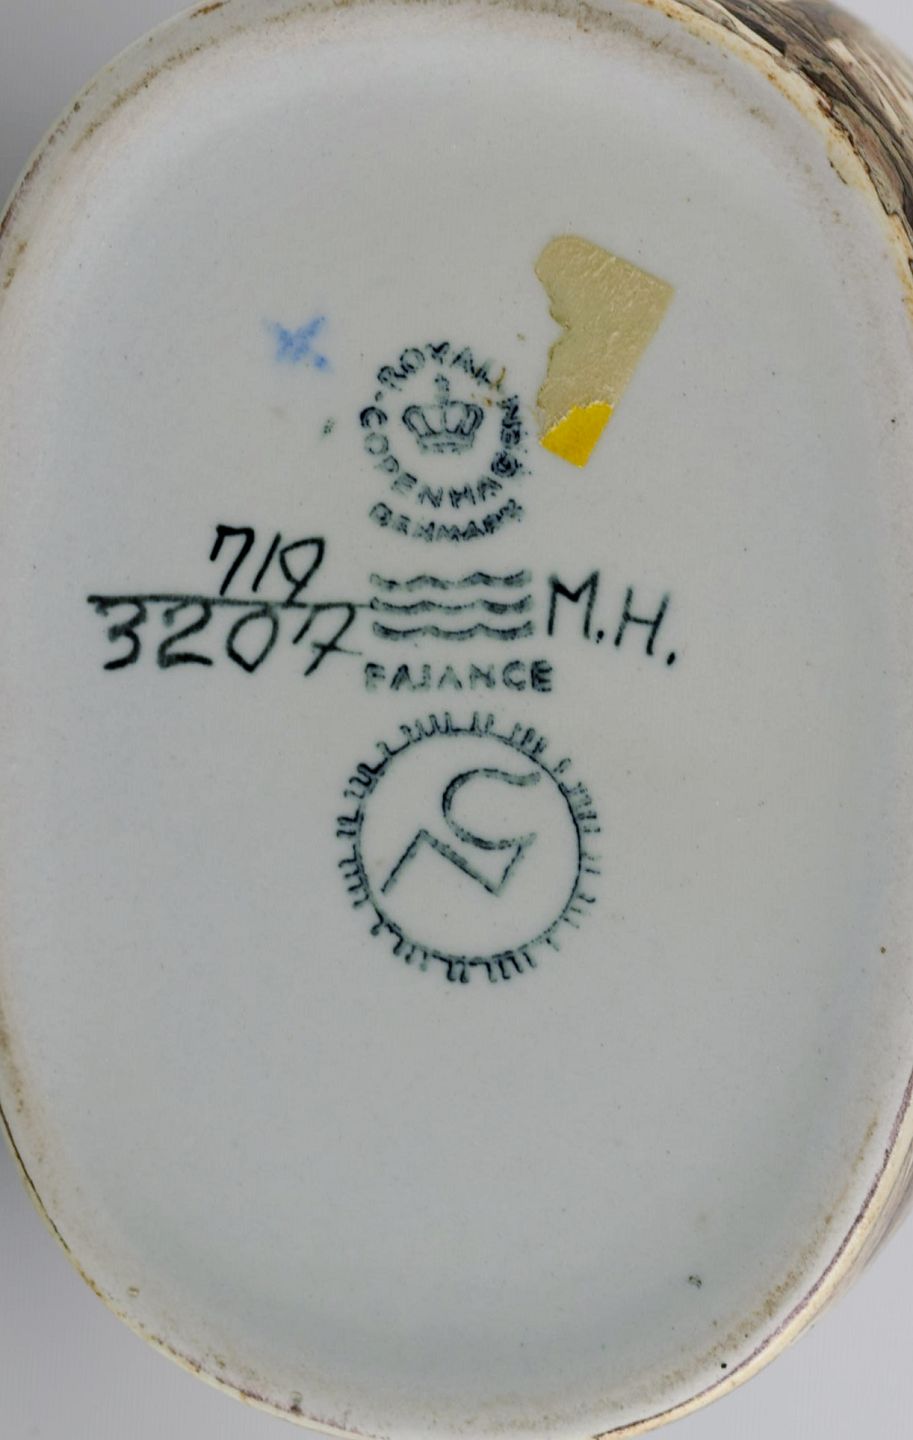 ROYAL COPENHAGEN
DENMARK
719
3207
M.H.
FAJANCE